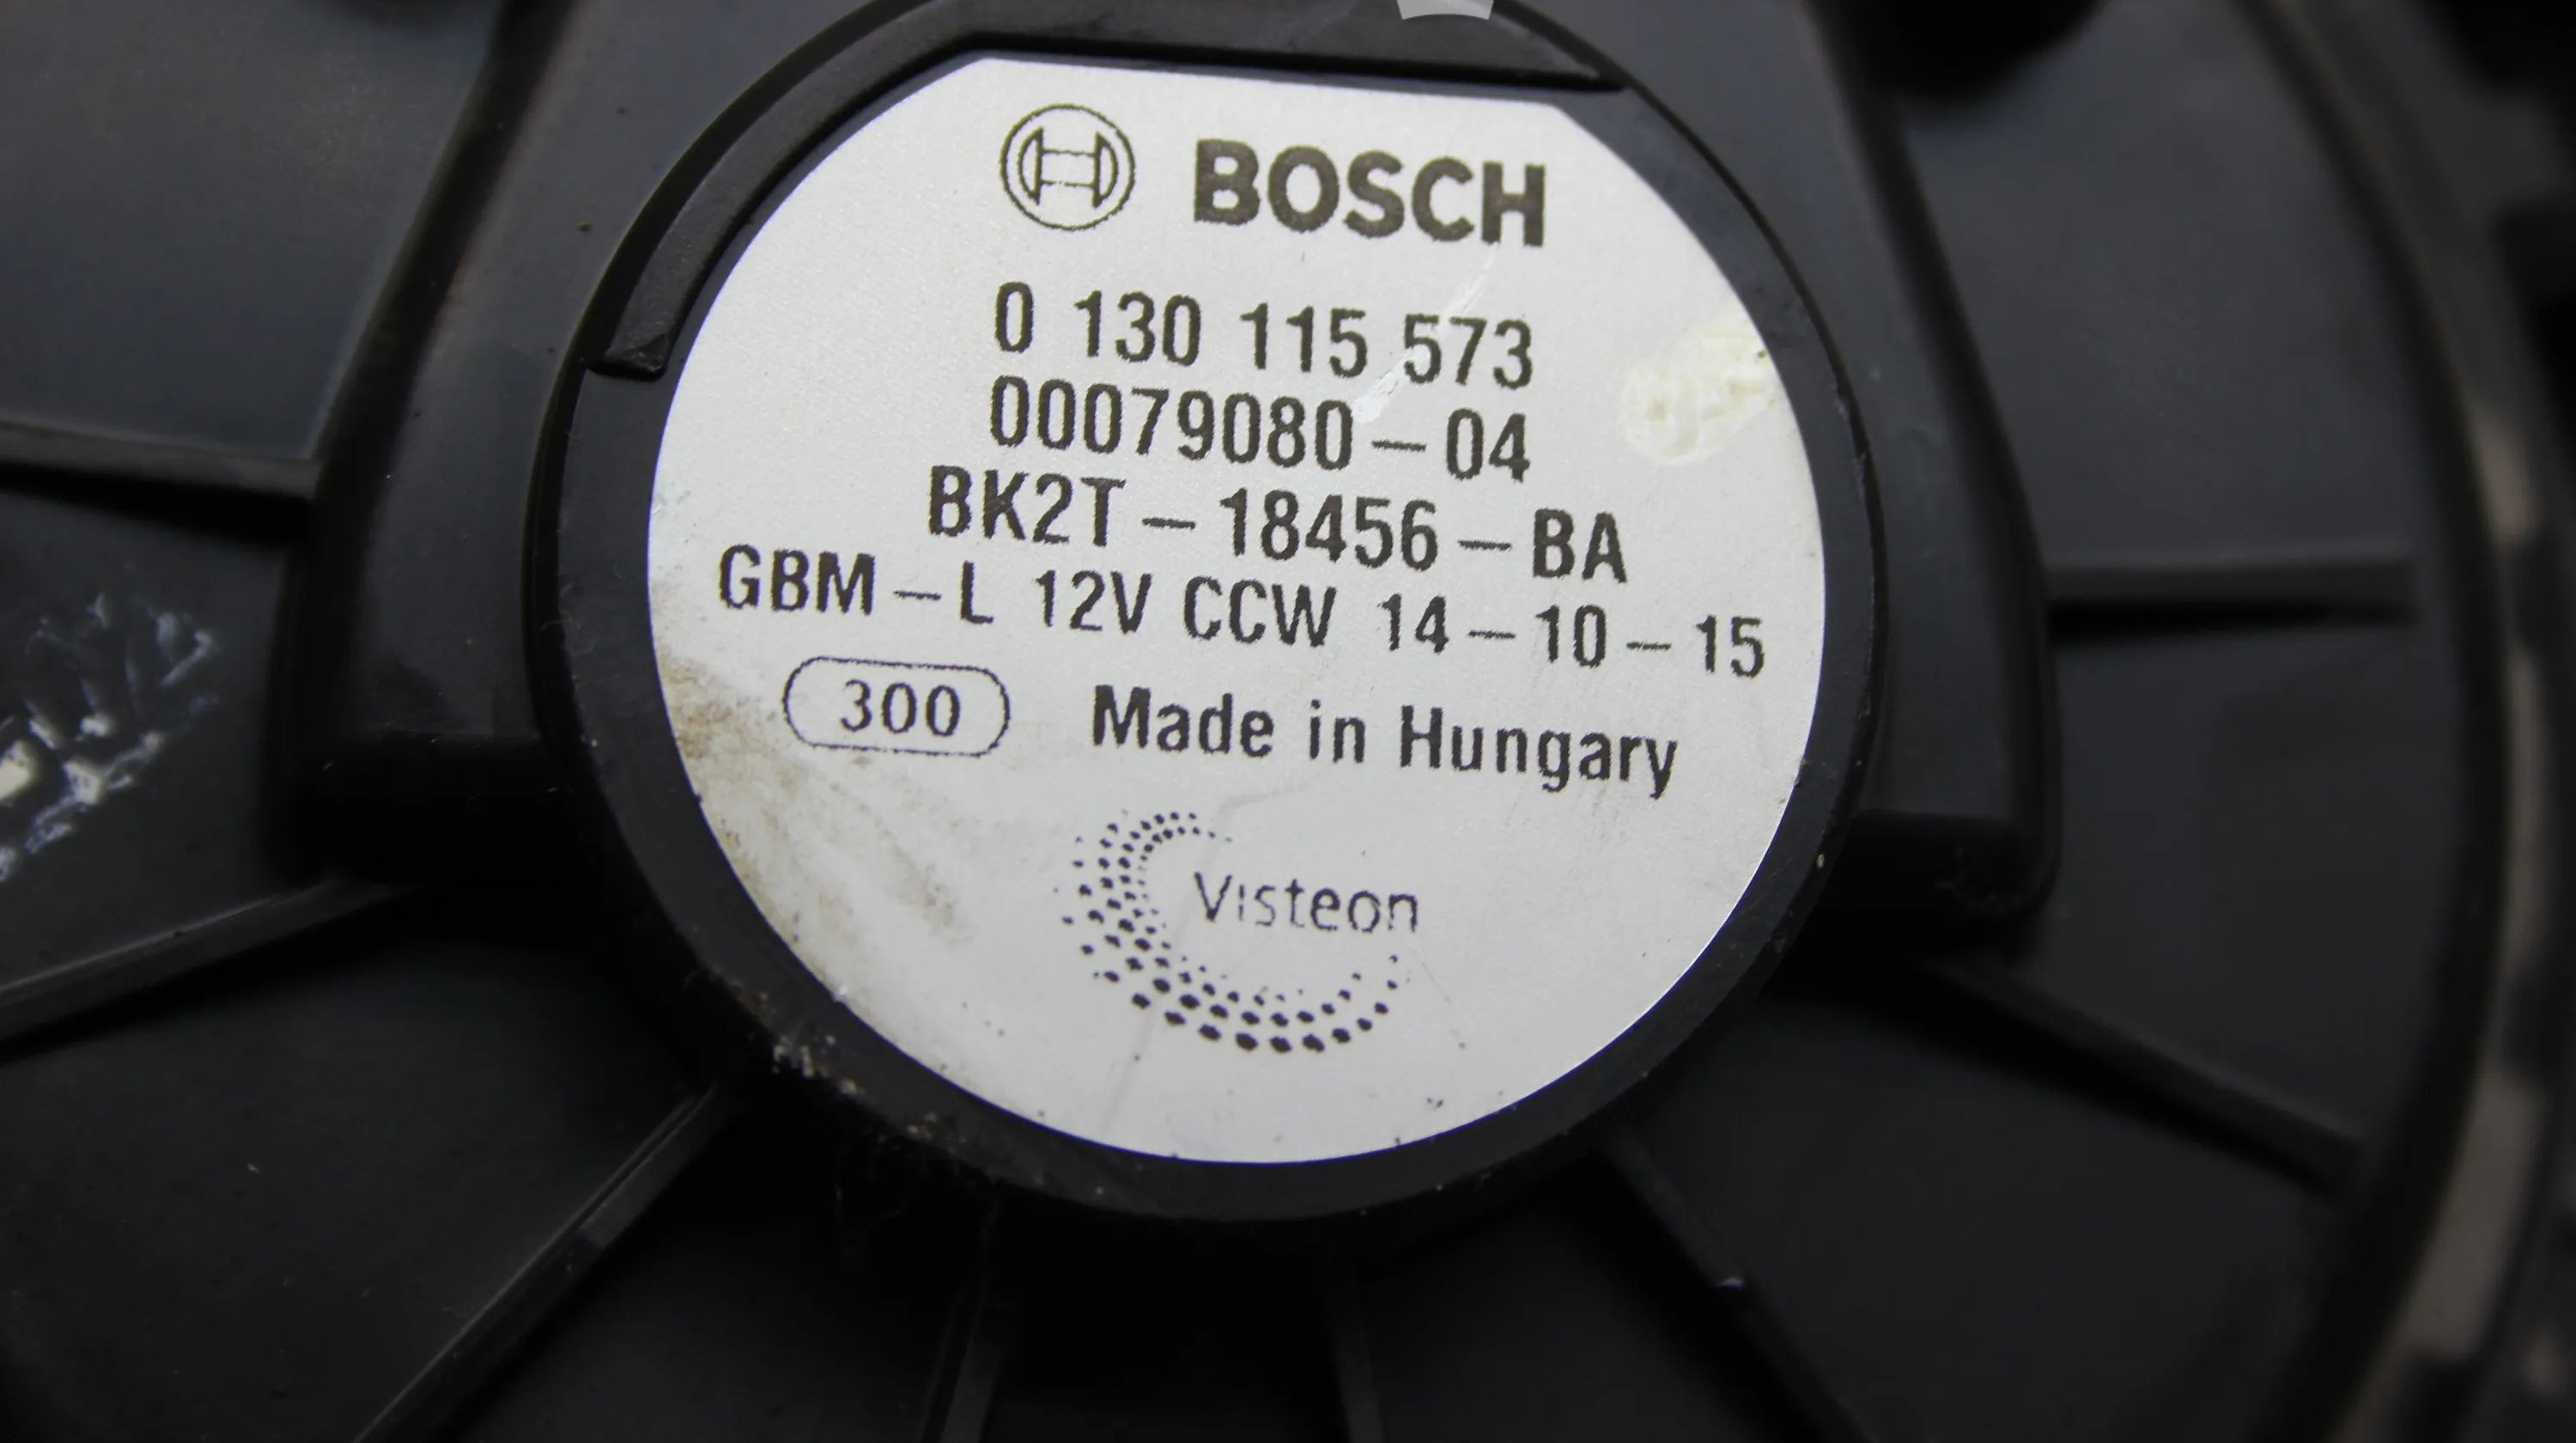 BOSCH
0 130 115 573
00079080-04
BK2T-18456-BA
GBM-L 12V CCW 14-10-15
300 Made in Hungary
Visteon